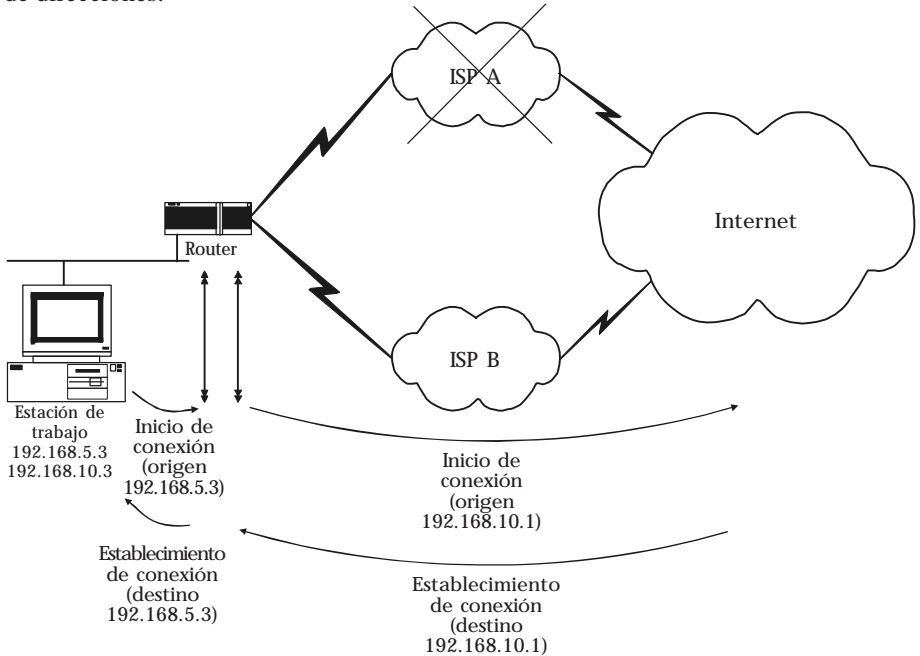 de direcciones.
ISP A
Internet
Router
ISP B
Estación de
trabajo
192.168.5.3
192.168.10.3
Inicio de
conexión
(origen
192.168.5.3)
Inicio de
conexión
(origen
192.168.10.1)
Establecimiento
de conexión
(destino
192.168.5.3)
Establecimiento
de conexión
(destino
192.168.10.1)